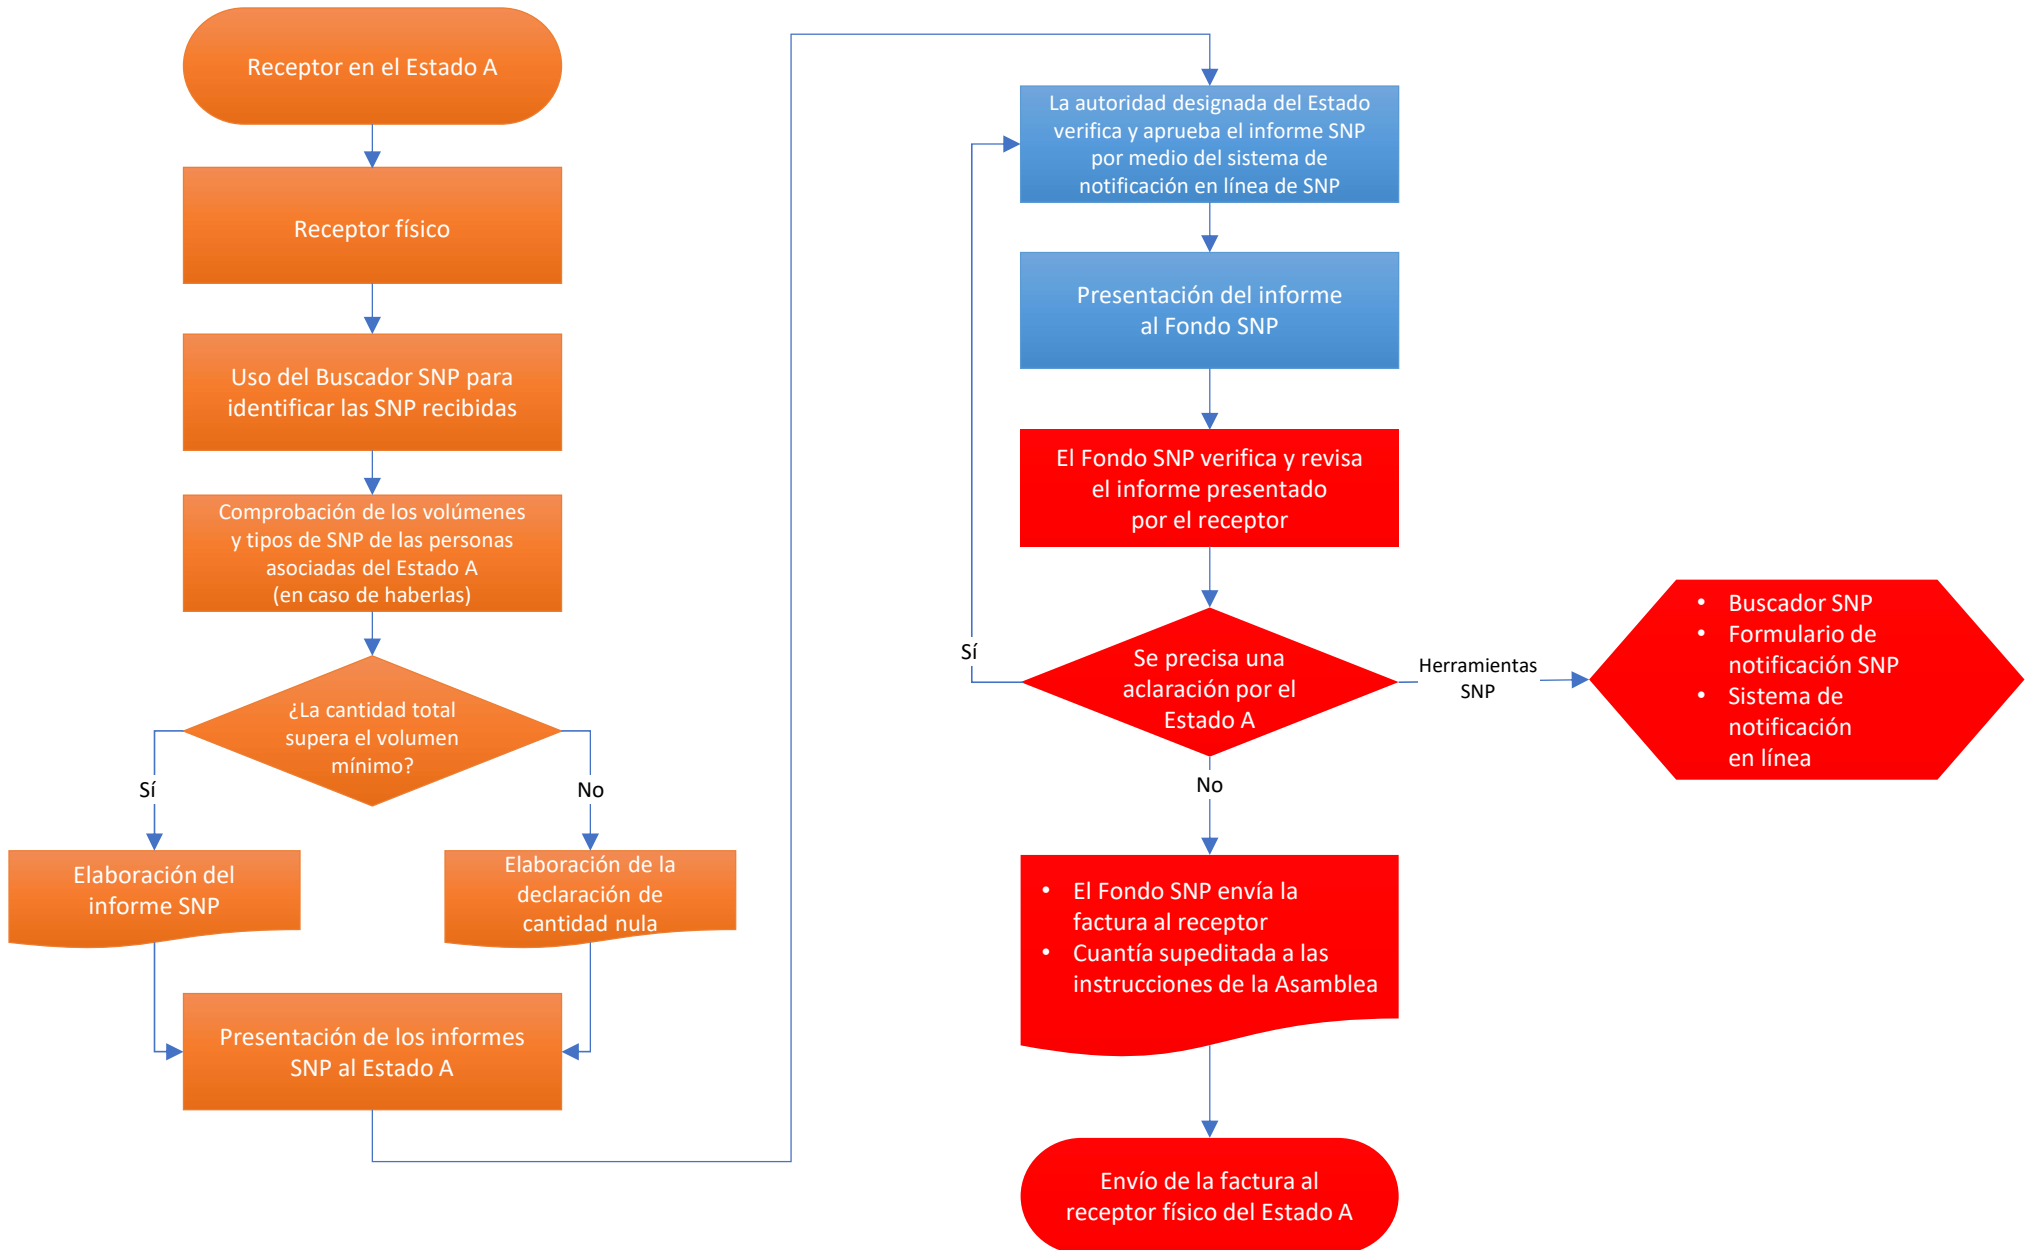 Receptor en el Estado A
Receptor físico
Uso del Buscador SNP para
identificar las SNP recibidas
Comprobación de los volúmenes
y tipos de SNP de las personas
asociadas del Estado A
(en caso de haberlas)
¿La cantidad total
supera el volumen
mínimo?
Sí
No
Elaboración del
informe SNP
Elaboración de la
declaración de
cantidad nula
Presentación de los informes
SNP al Estado A
La autoridad designada del Estado
verifica y aprueba el informe SNP
por medio del sistema de
notificación en línea de SNP
Presentación del informe
al Fondo SNP
El Fondo SNP verifica y revisa
el informe presentado
por el receptor
Sí
Se precisa una
aclaración por el
Estado A
Herramientas
SNP
• Buscador SNP
• Formulario de
notificación SNP
• Sistema de
notificación
en línea
No
• El Fondo SNP envía la
factura al receptor
• Cuantía supeditada a las
instrucciones de la Asamblea
Envío de la factura al
receptor físico del Estado A